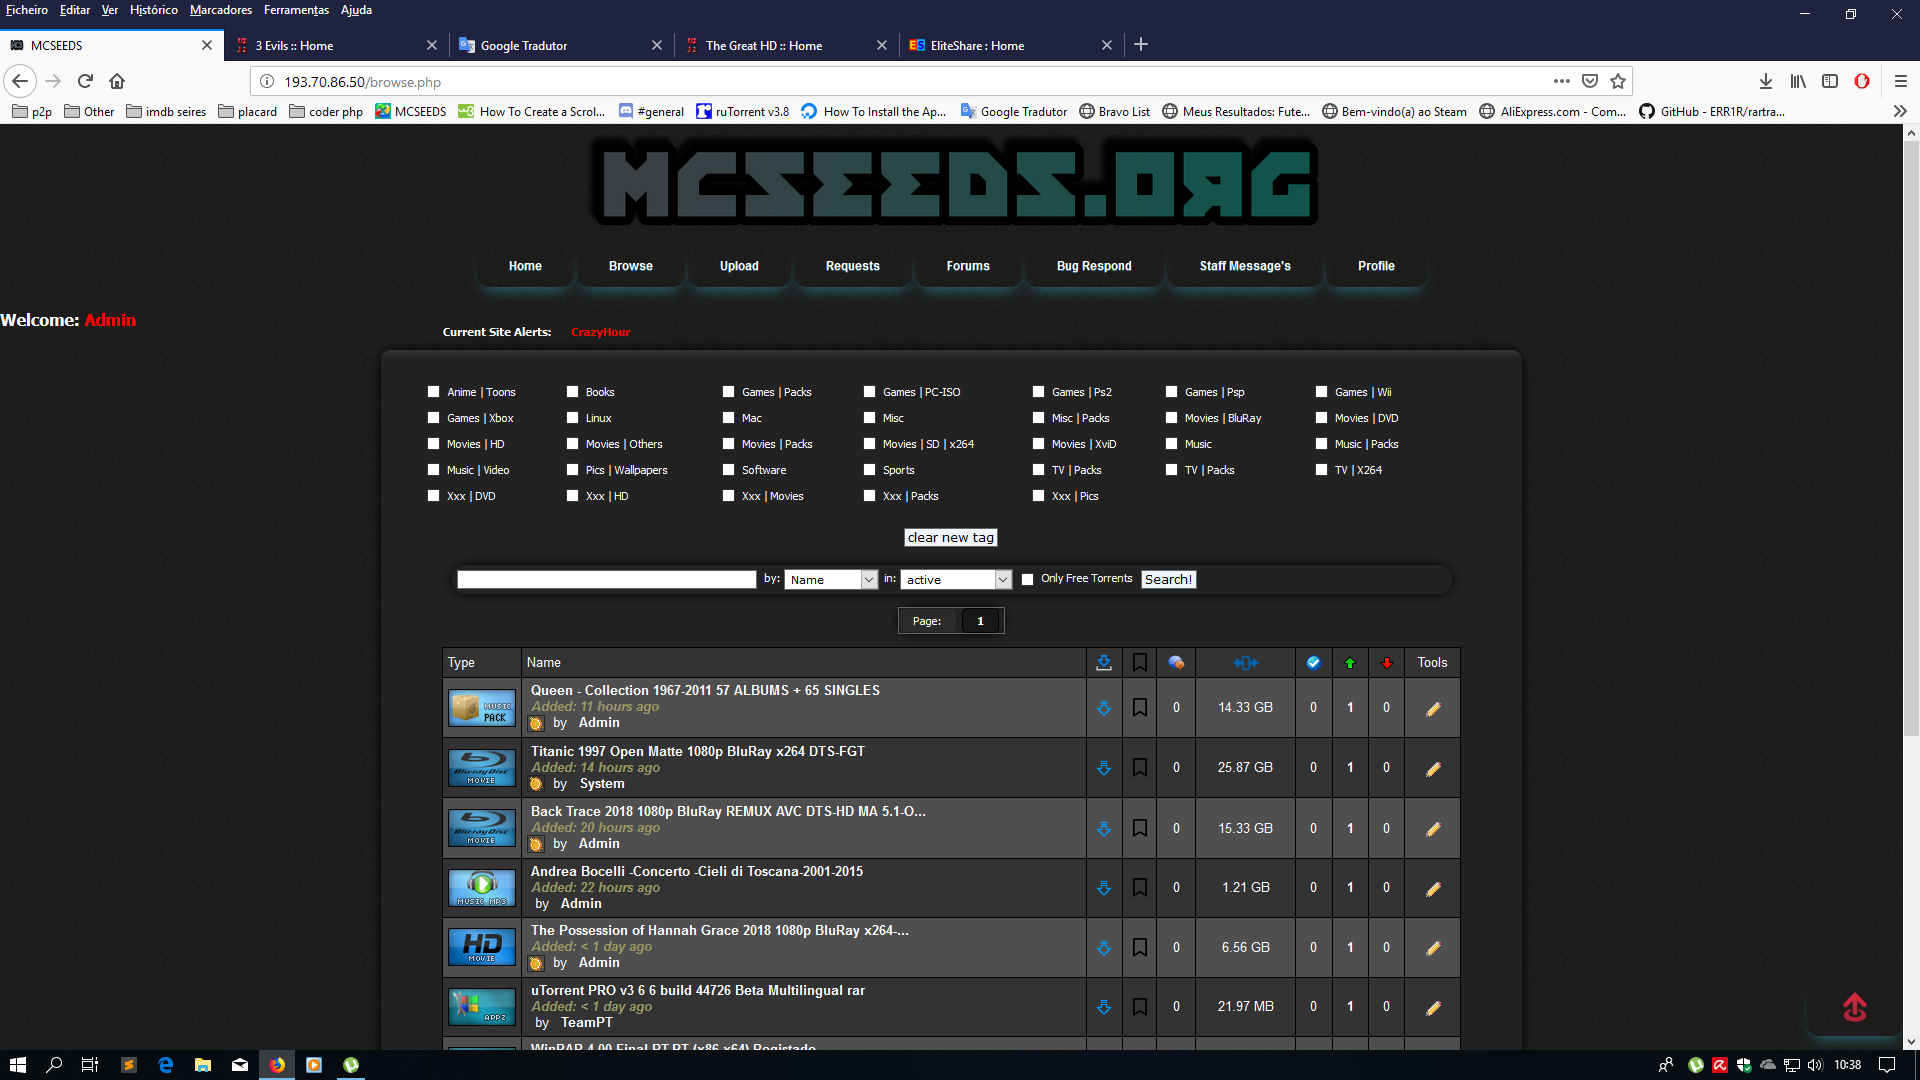 Ficheiro Editar Ver Histórico Marcadores Ferramentas Ajuda
MCSEEDS 3 Evils :: Home Google Tradutor The Great HD :: Home EliteShare : Home
193.70.86.50/browse.php
p2p Other imdb seires placard coder php MCSEEDS How To Create a Scrol... #general ruTorrent v3.8 How To Install the Ap... Google Tradutor Bravo List Meus Resultados: Fute... Bem-vindo(a) ao Steam AliExpress.com - Com... GitHub - ERR1R/rartra...
MCSEEDS.ORG
Home Browse Upload Requests Forums Bug Respond Staff Message's Profile
Welcome: Admin
Current Site Alerts: CrazyHour
Anime | Toons Books Games | Packs Games | PC-ISO Games | Ps2 Games | Psp Games | Wii
Games | Xbox Linux Mac Misc Misc | Packs Movies | BluRay Movies | DVD
Movies | HD Movies | Others Movies | Packs Movies | SD | x264 Movies | XviD Music Music | Packs
Music | Video Pics | Wallpapers Software Sports TV | Packs TV | Packs TV | X264
Xxx | DVD Xxx | HD Xxx | Movies Xxx | Packs Xxx | Pics
clear new tag
by: Name in: active Only Free Torrents Search!
Page: 1
Type Name Tools
MUSIC PACK
Queen - Collection 1967-2011 57 ALBUMS + 65 SINGLES
Added: 11 hours ago
by Admin
0 14.33 GB 0 1 0
Blu-ray Disc MOVIE
Titanic 1997 Open Matte 1080p BluRay x264 DTS-FGT
Added: 14 hours ago
by System
0 25.87 GB 0 1 0
Blu-ray Disc MOVIE
Back Trace 2018 1080p BluRay REMUX AVC DTS-HD MA 5.1-O...
Added: 20 hours ago
by Admin
0 15.33 GB 0 1 0
MUSIC MP3
Andrea Bocelli -Concerto -Cieli di Toscana-2001-2015
Added: 22 hours ago
by Admin
0 1.21 GB 0 1 0
HD MOVIE
The Possession of Hannah Grace 2018 1080p BluRay x264-...
Added: < 1 day ago
by Admin
0 6.56 GB 0 1 0
APPZ
uTorrent PRO v3 6 6 build 44726 Beta Multilingual rar
Added: < 1 day ago
by TeamPT
0 21.97 MB 0 1 0
WinRAR 4.00 Final PT-PT (x86 x64) Registado
10:38